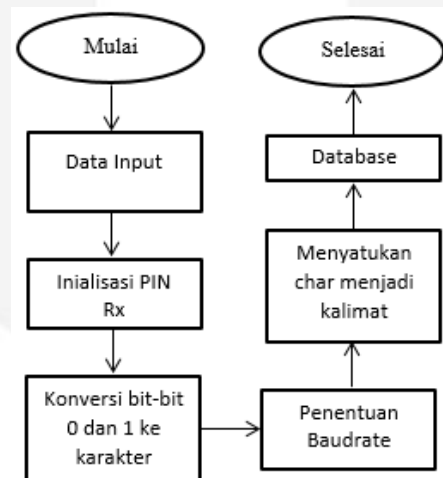 Mulai
Data Input
Inialisasi PIN
Rx
Konversi bit-bit
0 dan 1 ke
karakter
Penentuan
Baudrate
Menyatukan
char menjadi
kalimat
Database
Selesai